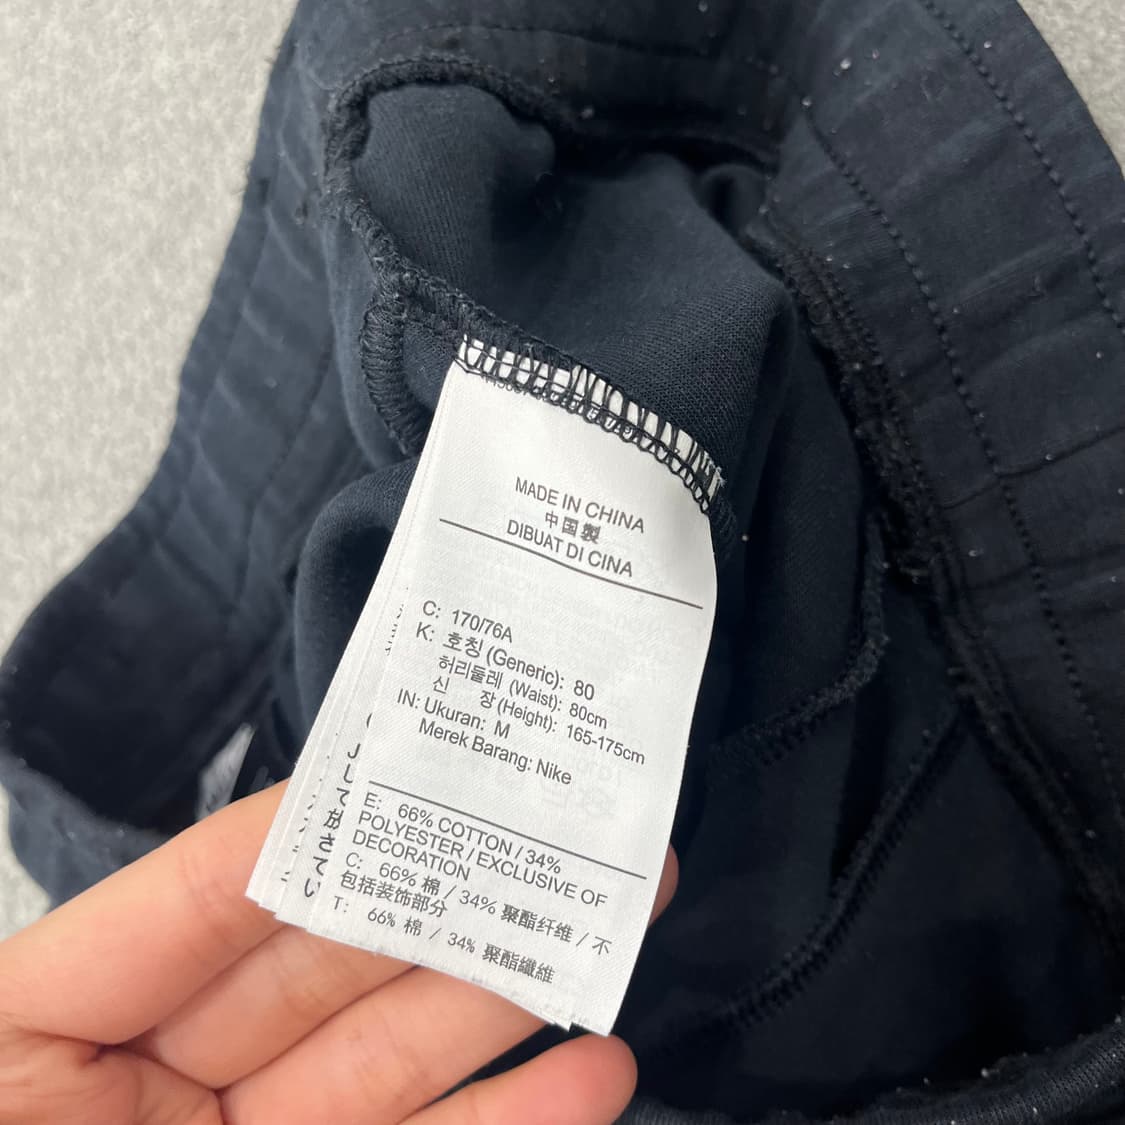 MADE IN CHINA
中国製
DIBUAT DI CINA
C: 170/76A
K: 호칭 (Generic): 80
허리둘레 (Waist): 80cm
신 장 (Height): 165-175cm
IN: Ukuran: M
Merek Barang: Nike
E: 66% COTTON / 34%
POLYESTER / EXCLUSIVE OF
DECORATION
C: 66% 棉 / 34% 聚酯纤维 / 不
包括装饰部分
T: 66% 棉 / 34% 聚酯纖維